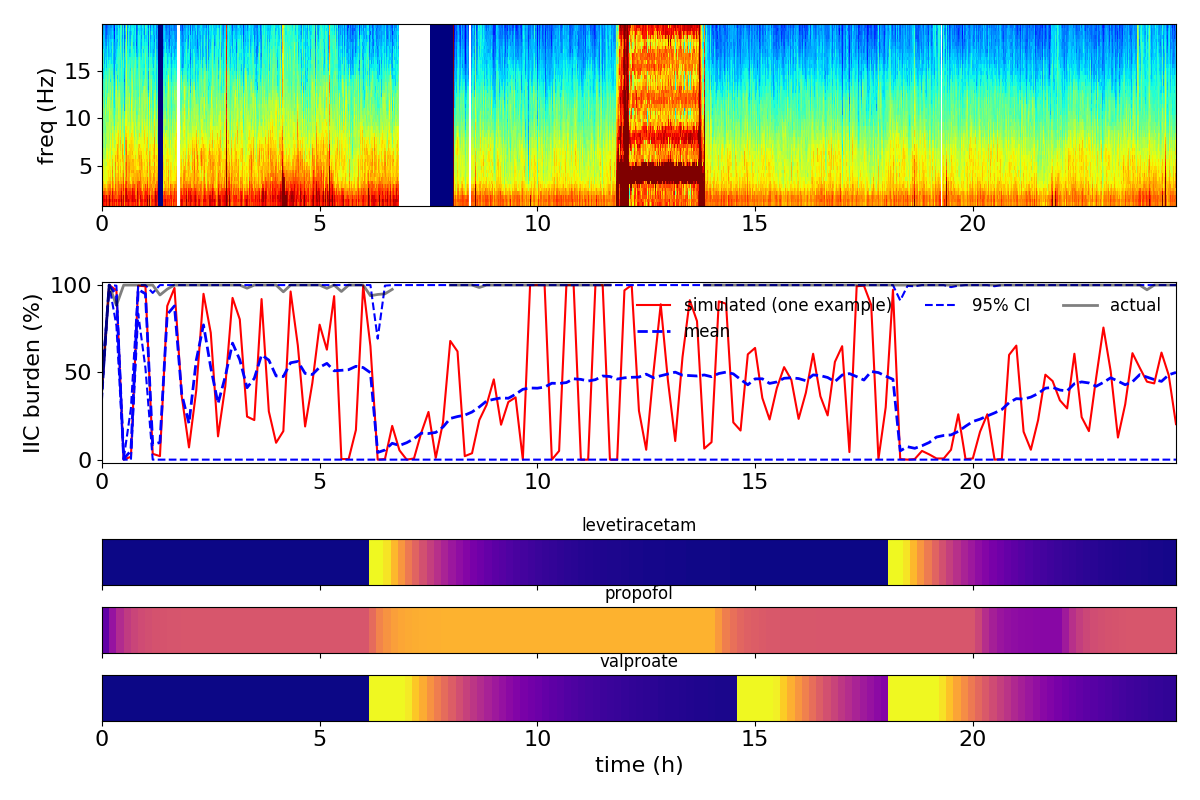 freq (Hz)
15
10
5
0 5 10 15 20
IIC burden (%)
100
50
0
simulated (one example) 95% CI actual
mean
0 5 10 15 20
levetiracetam
propofol
valproate
0 5 10 15 20
time (h)